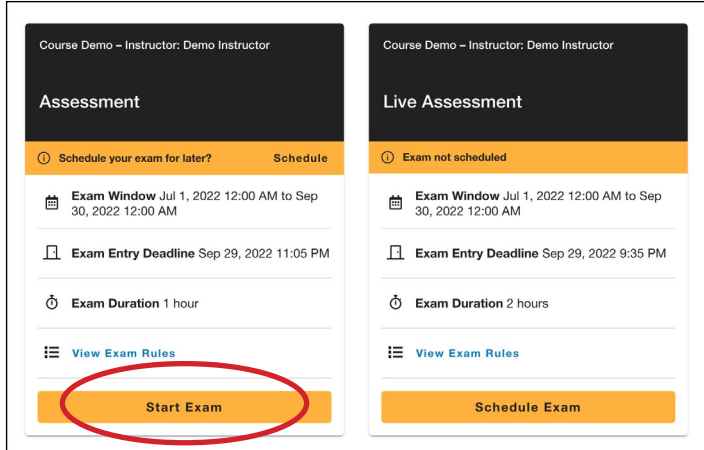 Course Demo – Instructor: Demo Instructor
Assessment
Schedule your exam for later? Schedule
Exam Window Jul 1, 2022 12:00 AM to Sep
30, 2022 12:00 AM
Exam Entry Deadline Sep 29, 2022 11:05 PM
Exam Duration 1 hour
View Exam Rules
Start Exam
Course Demo – Instructor: Demo Instructor
Live Assessment
Exam not scheduled
Exam Window Jul 1, 2022 12:00 AM to Sep
30, 2022 12:00 AM
Exam Entry Deadline Sep 29, 2022 9:35 PM
Exam Duration 2 hours
View Exam Rules
Schedule Exam